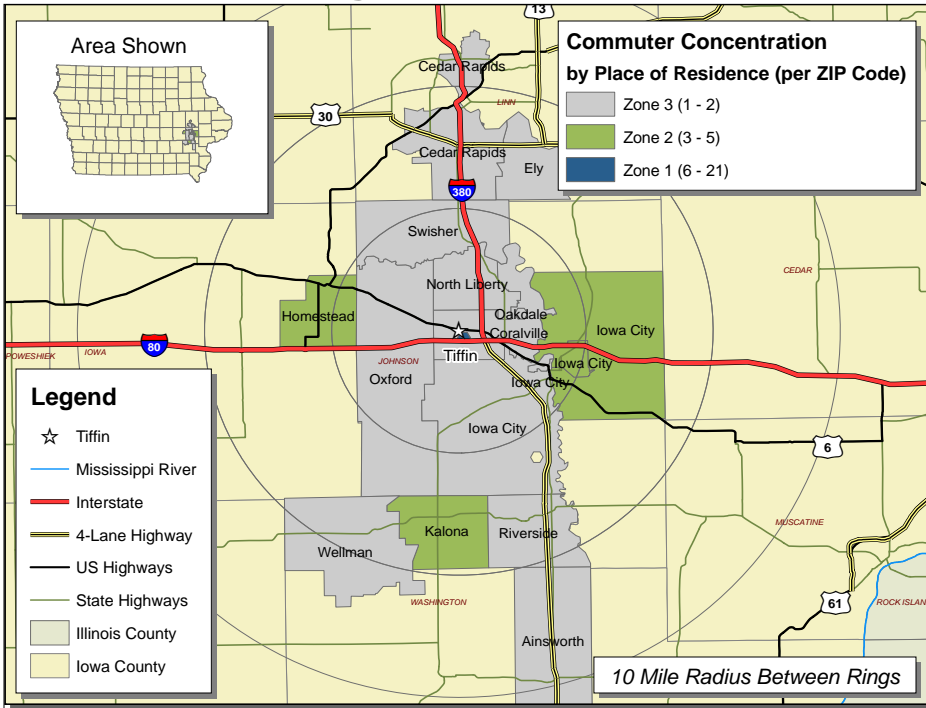 Area Shown
13
Commuter Concentration
by Place of Residence (per ZIP Code)
Zone 3 (1 - 2)
Zone 2 (3 - 5)
Zone 1 (6 - 21)
Cedar Rapids
LINN
30
Cedar Rapids
Ely
380
Swisher
CEDAR
North Liberty
Homestead
Oakdale
Iowa City
Coralville
80
POWESHIEK
IOWA
Tiffin
JOHNSON
Iowa City
Oxford
Iowa City
Legend
Tiffin
Mississippi River
Interstate
4-Lane Highway
US Highways
State Highways
Illinois County
Iowa County
Iowa City
6
MUSCATINE
Kalona
Riverside
Wellman
WASHINGTON
61
ROCK ISLAN
Ainsworth
10 Mile Radius Between Rings